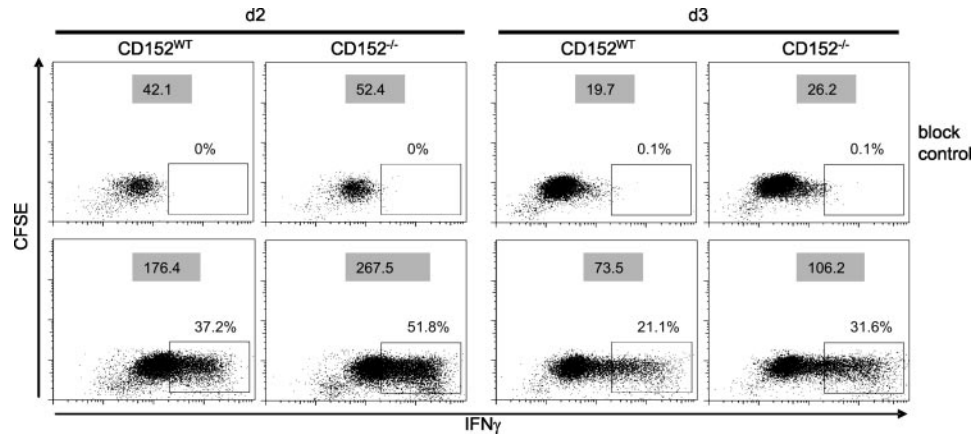 d2 d3
CD152WT CD152-/- CD152WT CD152-/-
42.1 52.4 19.7 26.2
0% 0% 0.1% 0.1%
block
control
CFSE
176.4 267.5 73.5 106.2
37.2% 51.8% 21.1% 31.6%
IFNγ